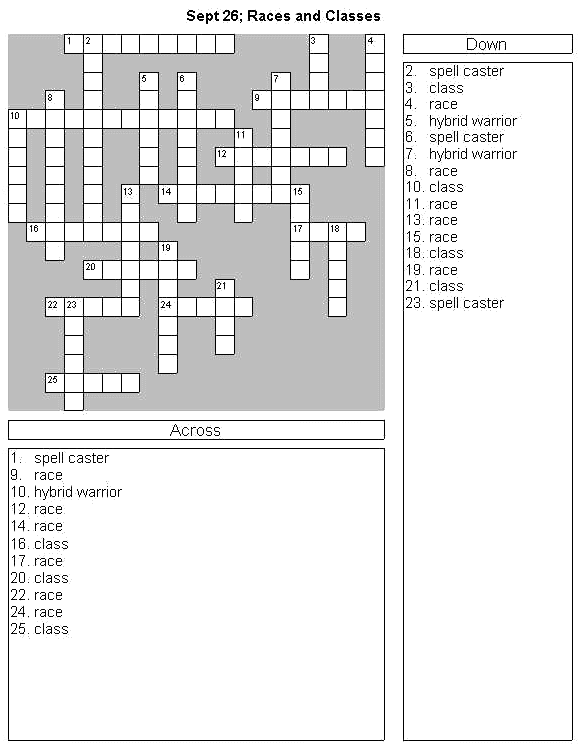 Sept 26; Races and Classes
1 2 3 4
5 6 7
8 9
10
11
12
13 14 15
16 17 18
19
20
21
22 23 24
25
Down
2. spell caster
3. class
4. race
5. hybrid warrior
6. spell caster
7. hybrid warrior
8. race
10. class
11. race
13. race
15. race
18. class
19. race
21. class
23. spell caster
Across
1. spell caster
9. race
10. hybrid warrior
12. race
14. race
16. class
17. race
20. class
22. race
24. race
25. class